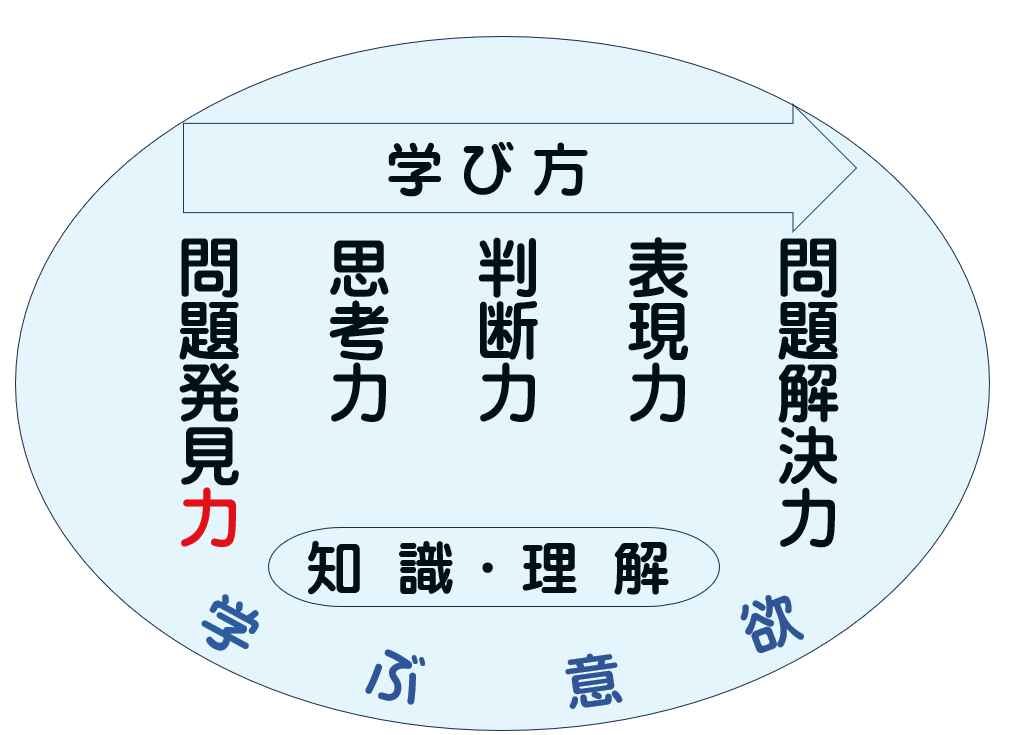 学び方
問題発見力
思考力
判断力
表現力
問題解決力
知識・理解
学ぶ意欲